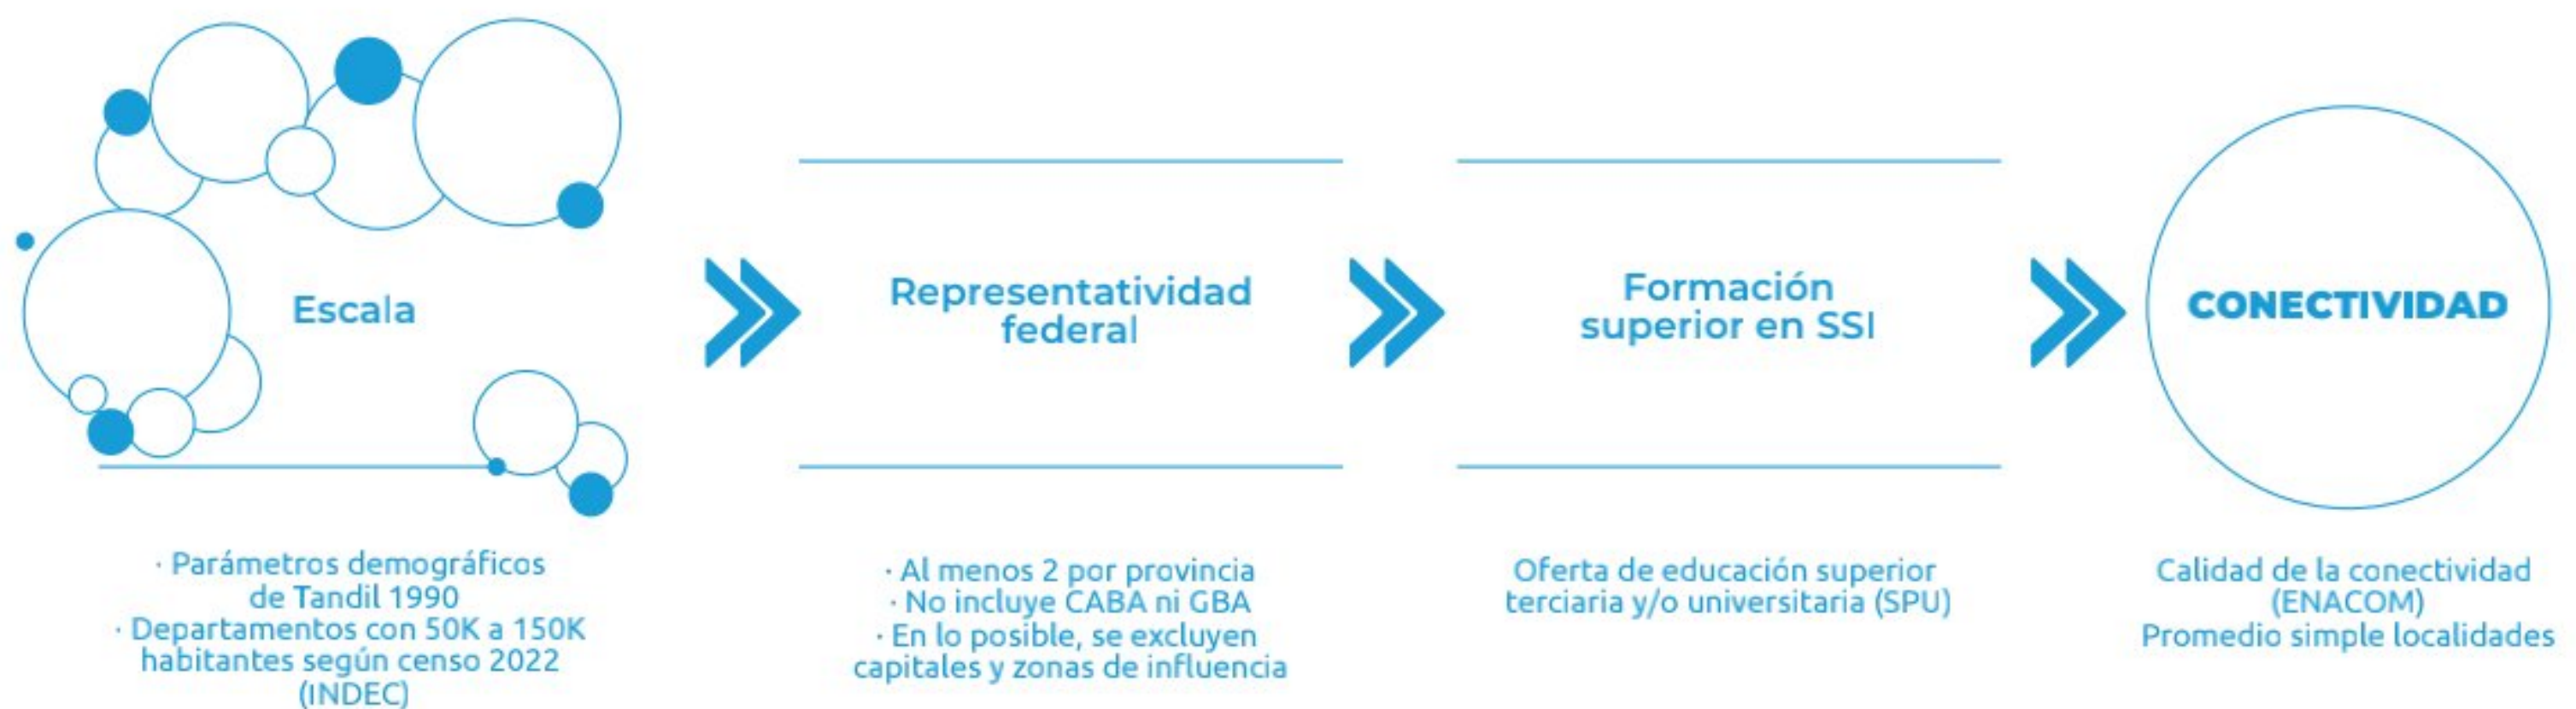 Escala
Representatividad
federal
Formación
superior en SSI
CONECTIVIDAD
· Parámetros demográficos
de Tandil 1990
· Departamentos con 50K a 150K
habitantes según censo 2022
(INDEC)
· Al menos 2 por provincia
· No incluye CABA ni GBA
· En lo posible, se excluyen
capitales y zonas de influencia
Oferta de educación superior
terciaria y/o universitaria (SPU)
Calidad de la conectividad
(ENACOM)
Promedio simple localidades